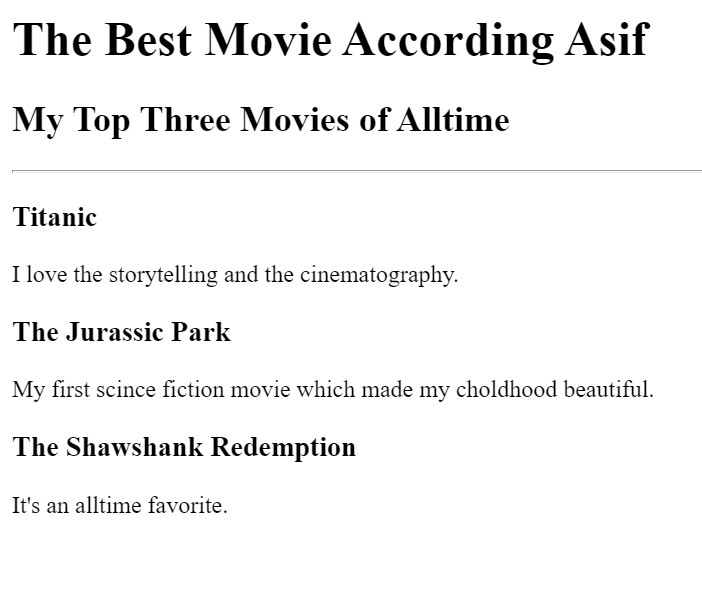 The Best Movie According Asif
My Top Three Movies of Alltime
Titanic
I love the storytelling and the cinematography.
The Jurassic Park
My first scince fiction movie which made my choldhood beautiful.
The Shawshank Redemption
It's an alltime favorite.